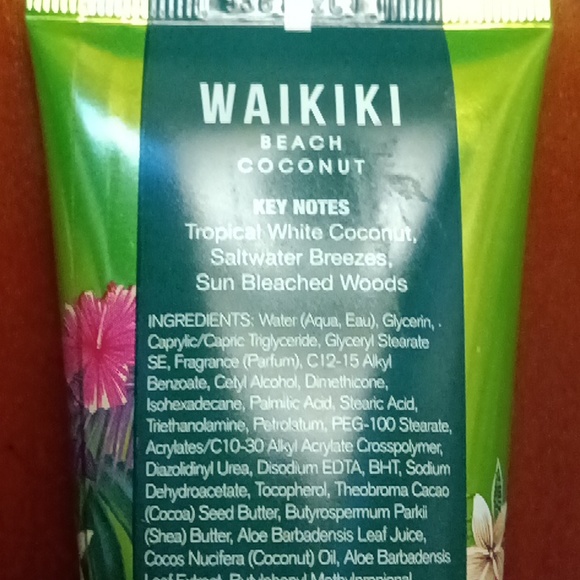 WAIKIKI
BEACH
COCONUT
KEY NOTES
Tropical White Coconut,
Saltwater Breezes,
Sun Bleached Woods
INGREDIENTS: Water (Aqua, Eau), Glycerin,
Caprylic/Capric Triglyceride, Glyceryl Stearate
SE, Fragrance (Parfum), C12-15 Alkyl
Benzoate, Cetyl Alcohol, Dimethicone,
Isohexadecane, Palmitic Acid, Stearic Acid,
Triethanolamine, Petrolatum, PEG-100 Stearate,
Acrylates/C10-30 Alkyl Acrylate Crosspolymer,
Diazolidinyl Urea, Disodium EDTA, BHT, Sodium
Dehydroacetate, Tocopherol, Theobroma Cacao
(Cocoa) Seed Butter, Butyrospermum Parkii
(Shea) Butter, Aloe Barbadensis Leaf Juice,
Cocos Nucifera (Coconut) Oil, Aloe Barbadensis
Leaf Extract, Butylphenyl Methylpropional,